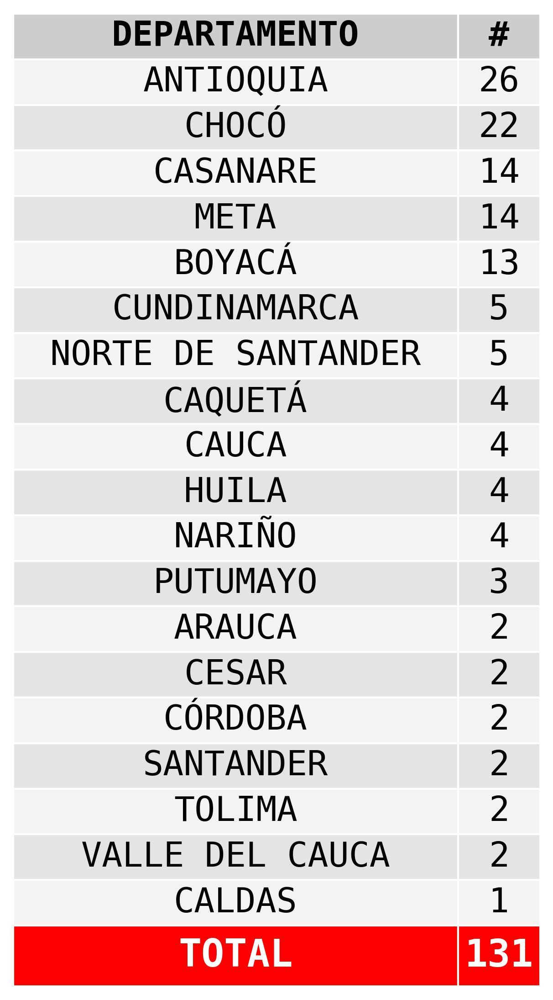 DEPARTAMENTO #
ANTIOQUIA 26
CHOCÓ 22
CASANARE 14
META 14
BOYACÁ 13
CUNDINAMARCA 5
NORTE DE SANTANDER 5
CAQUETÁ 4
CAUCA 4
HUILA 4
NARIÑO 4
PUTUMAYO 3
ARAUCA 2
CESAR 2
CÓRDOBA 2
SANTANDER 2
TOLIMA 2
VALLE DEL CAUCA 2
CALDAS 1
TOTAL 131